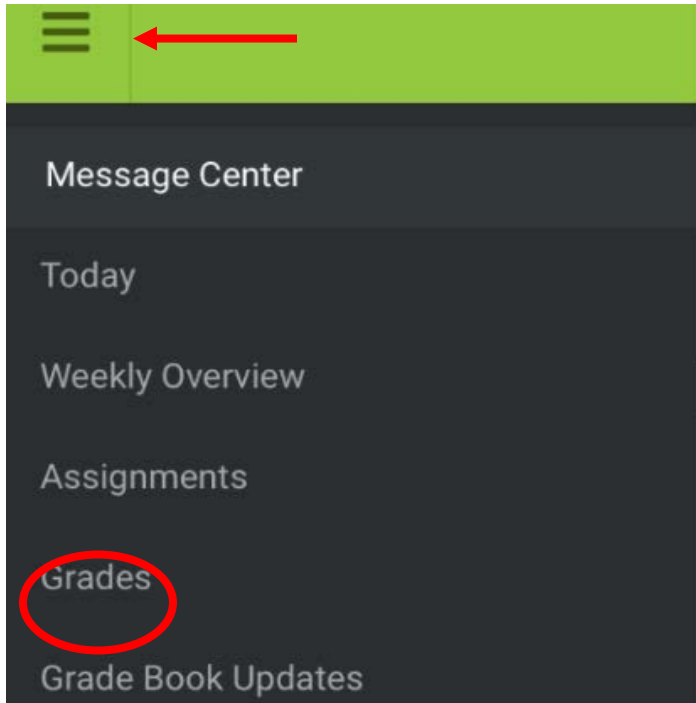 Message Center
Today
Weekly Overview
Assignments
Grades
Grade Book Updates